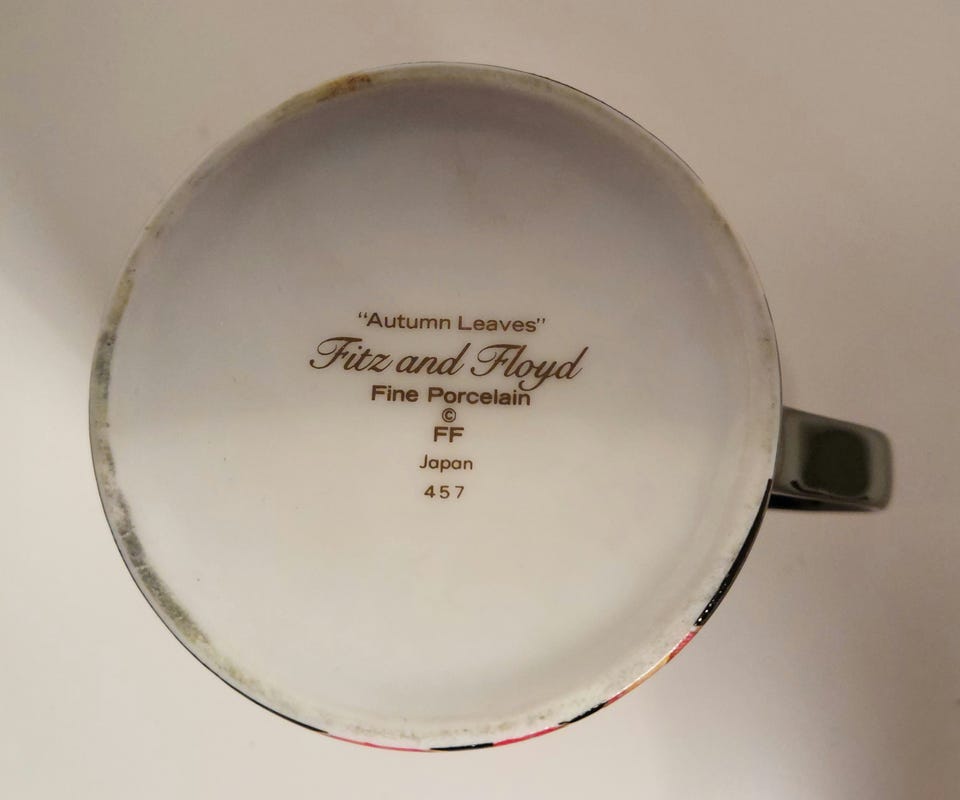 “Autumn Leaves”
Fitz and Floyd
Fine Porcelain
©
FF
Japan
457